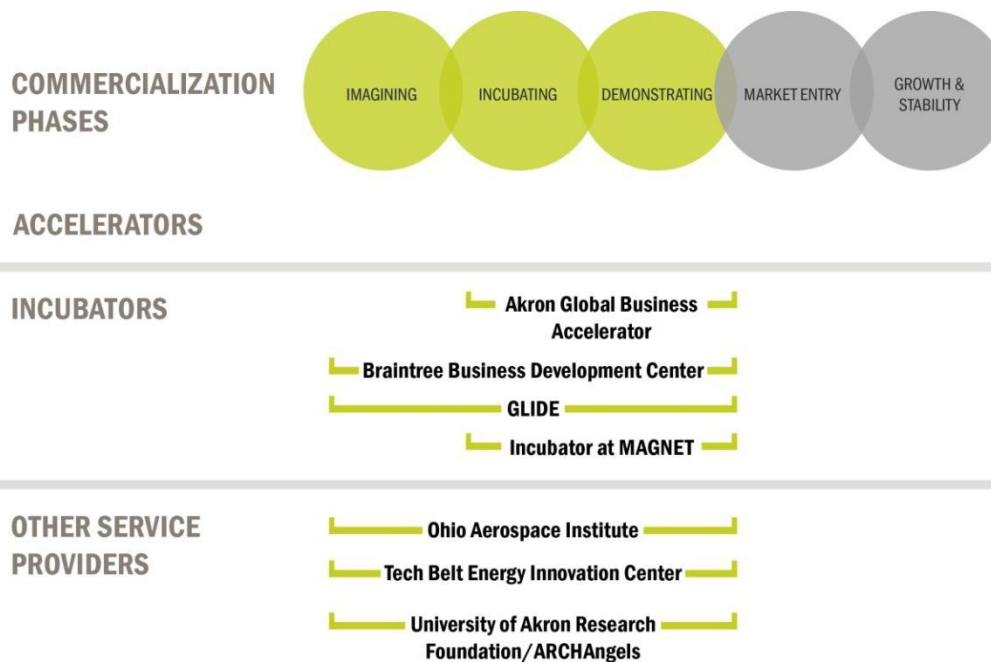 COMMERCIALIZATION
PHASES
IMAGINING
INCUBATING
DEMONSTRATING
MARKET ENTRY
GROWTH &
STABILITY
ACCELERATORS
INCUBATORS
Akron Global Business
Accelerator
Braintree Business Development Center
GLIDE
Incubator at MAGNET
OTHER SERVICE
PROVIDERS
Ohio Aerospace Institute
Tech Belt Energy Innovation Center
University of Akron Research
Foundation/ARCHAngels